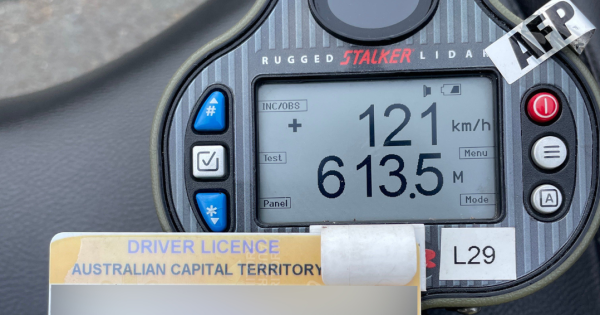 AFP
RUGGED STALKER LIDAR
INC/OBS
#
+ 121 km/h
Test Menu
613.5 M
Panel Mode
*
A
L29
DRIVER LICENCE
AUSTRALIAN CAPITAL TERRITORY